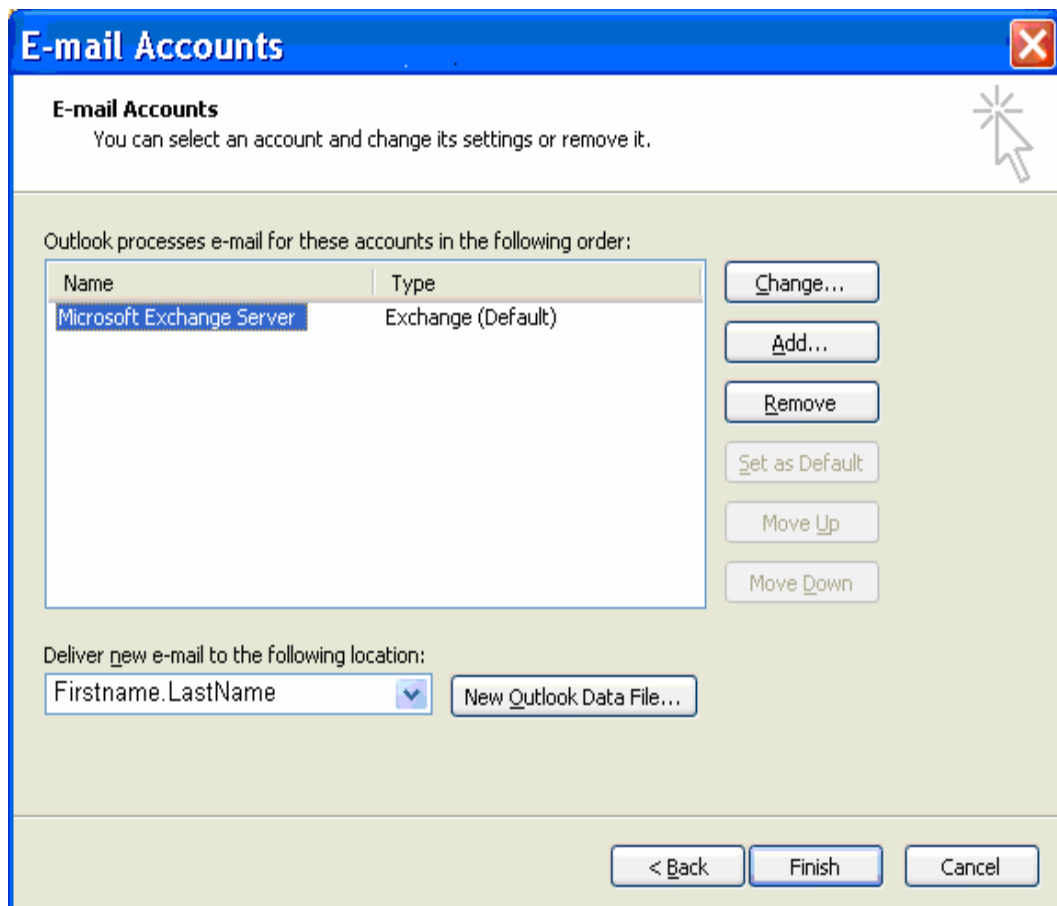 E-mail Accounts
E-mail Accounts
You can select an account and change its settings or remove it.
Outlook processes e-mail for these accounts in the following order:
Name Type
Microsoft Exchange Server Exchange (Default)
Change...
Add...
Remove
Set as Default
Move Up
Move Down
Deliver new e-mail to the following location:
Firstname.LastName New Outlook Data File...
< Back Finish Cancel